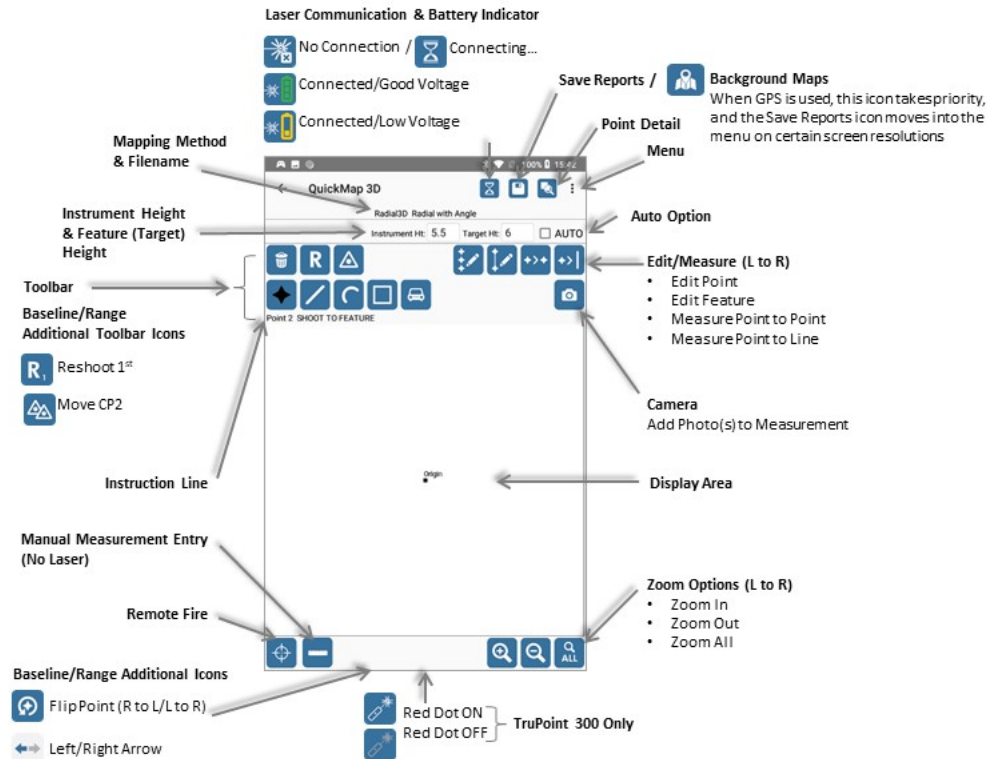 Laser Communication & Battery Indicator
No Connection / Connecting...
Connected/Good Voltage
Connected/Low Voltage
Save Reports /
Background Maps
When GPS is used, this icon takes priority,
and the Save Reports icon moves into the
menu on certain screen resolutions
Point Detail
Menu
Mapping Method
& Filename
100% 15:42
QuickMap 3D
Radial3D Radial with Angle
Instrument Height
& Feature (Target)
Height
Instrument Ht: 5.5 Target Ht: 6 AUTO
Auto Option
Toolbar
R
Edit/Measure (L to R)
• Edit Point
• Edit Feature
• Measure Point to Point
• Measure Point to Line
Point 2 SHOOT TO FEATURE
Baseline/Range
Additional Toolbar Icons
R1 Reshoot 1st
Move CP2
Camera
Add Photo(s) to Measurement
Instruction Line
Origin
Display Area
Manual Measurement Entry
(No Laser)
Remote Fire
Zoom Options (L to R)
• Zoom In
• Zoom Out
• Zoom All
ALL
Baseline/Range Additional Icons
Flip Point (R to L/L to R)
Left/Right Arrow
Red Dot ON
Red Dot OFF
TruPoint 300 Only